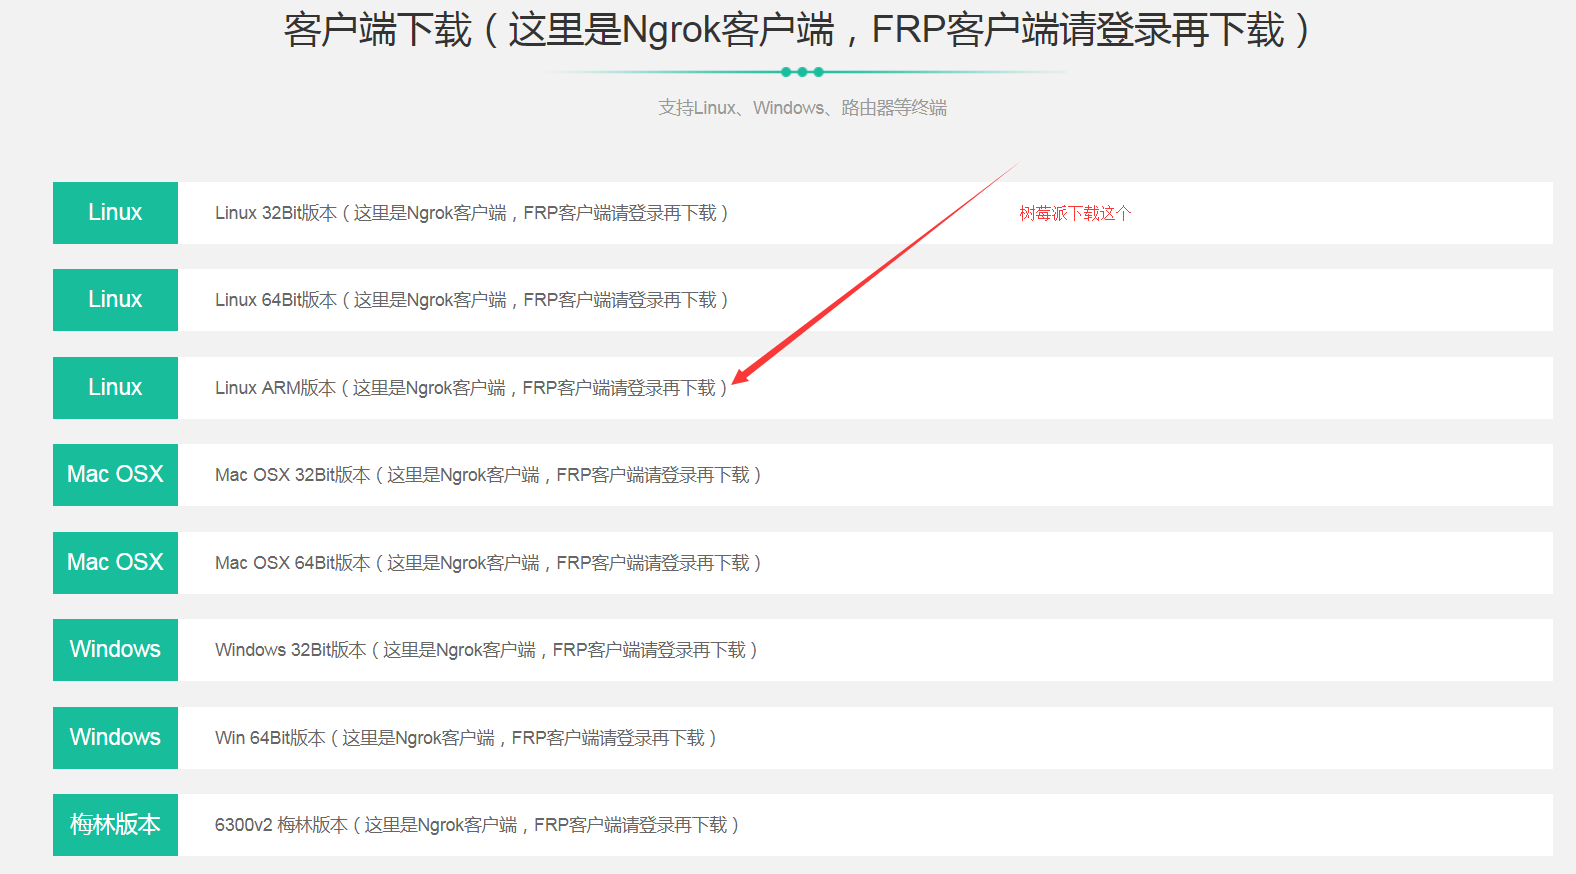 客户端下载（这里是Ngrok客户端，FRP客户端请登录再下载）
支持Linux、Windows、路由器等终端
Linux Linux 32Bit版本（这里是Ngrok客户端，FRP客户端请登录再下载） 树莓派下载这个
Linux Linux 64Bit版本（这里是Ngrok客户端，FRP客户端请登录再下载）
Linux Linux ARM版本（这里是Ngrok客户端，FRP客户端请登录再下载）
Mac OSX Mac OSX 32Bit版本（这里是Ngrok客户端，FRP客户端请登录再下载）
Mac OSX Mac OSX 64Bit版本（这里是Ngrok客户端，FRP客户端请登录再下载）
Windows Windows 32Bit版本（这里是Ngrok客户端，FRP客户端请登录再下载）
Windows Win 64Bit版本（这里是Ngrok客户端，FRP客户端请登录再下载）
梅林版本 6300v2 梅林版本（这里是Ngrok客户端，FRP客户端请登录再下载）